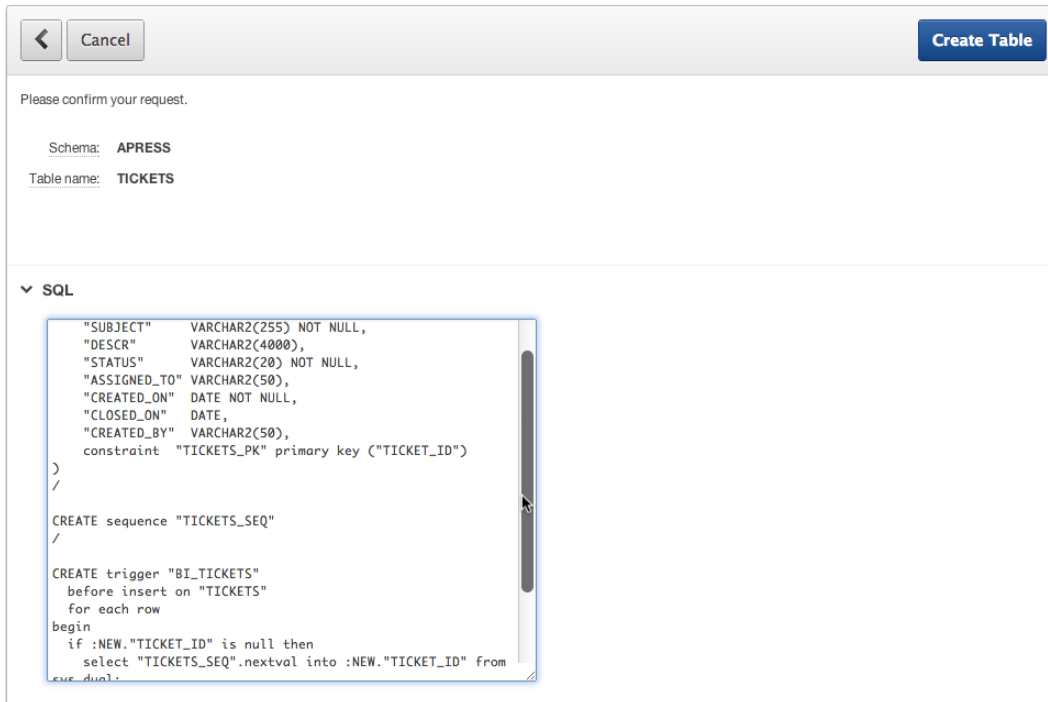 Cancel
Create Table
Please confirm your request.
Schema: APRESS
Table name: TICKETS
SQL
"SUBJECT" VARCHAR2(255) NOT NULL,
"DESCR" VARCHAR2(4000),
"STATUS" VARCHAR2(20) NOT NULL,
"ASSIGNED_TO" VARCHAR2(50),
"CREATED_ON" DATE NOT NULL,
"CLOSED_ON" DATE,
"CREATED_BY" VARCHAR2(50),
constraint "TICKETS_PK" primary key ("TICKET_ID")
)
/
CREATE sequence "TICKETS_SEQ"
/
CREATE trigger "BI_TICKETS"
before insert on "TICKETS"
for each row
begin
if :NEW."TICKET_ID" is null then
select "TICKETS_SEQ".nextval into :NEW."TICKET_ID" from
sys.dual;